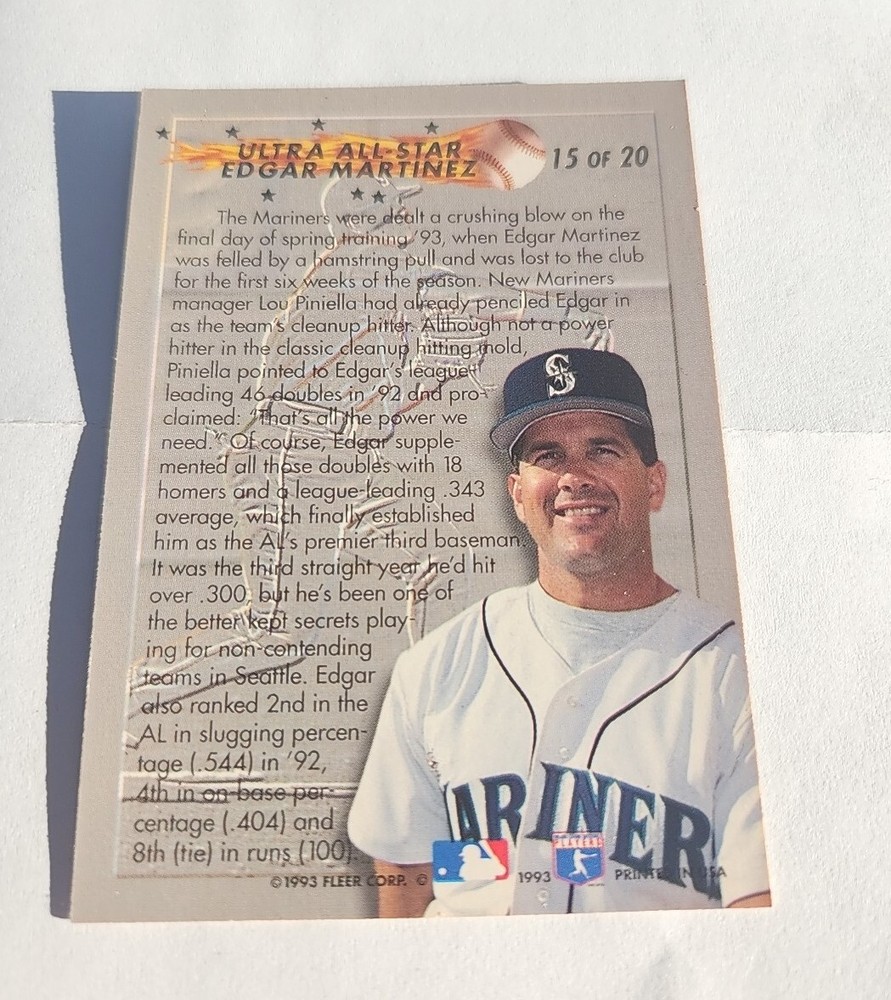 ULTRA ALL-STAR
EDGAR MARTINEZ
15 OF 20
The Mariners were dealt a crushing blow on the
final day of spring training '93, when Edgar Martinez
was felled by a hamstring pull and was lost to the club
for the first six weeks of the season. New Mariners
manager Lou Piniella had already penciled Edgar in
as the team's cleanup hitter. Although not a power
hitter in the classic cleanup hitting mold,
Piniella pointed to Edgar's league-
leading 46 doubles in '92 and pro-
claimed: "That's all the power we
need." Of course, Edgar supple-
mented all those doubles with 18
homers and a league-leading .343
average, which finally established
him as the AL's premier third baseman.
It was the third straight year he'd hit
over .300, but he's been one of
the better kept secrets play-
ing for non-contending
teams in Seattle. Edgar
also ranked 2nd in the
AL in slugging percen-
tage (.544) in '92,
4th in on-base per-
centage (.404) and
8th (tie) in runs (100).
S
MARINERS
©1993 FLEER CORP. © 1993 PLAYERS PRINTED IN USA